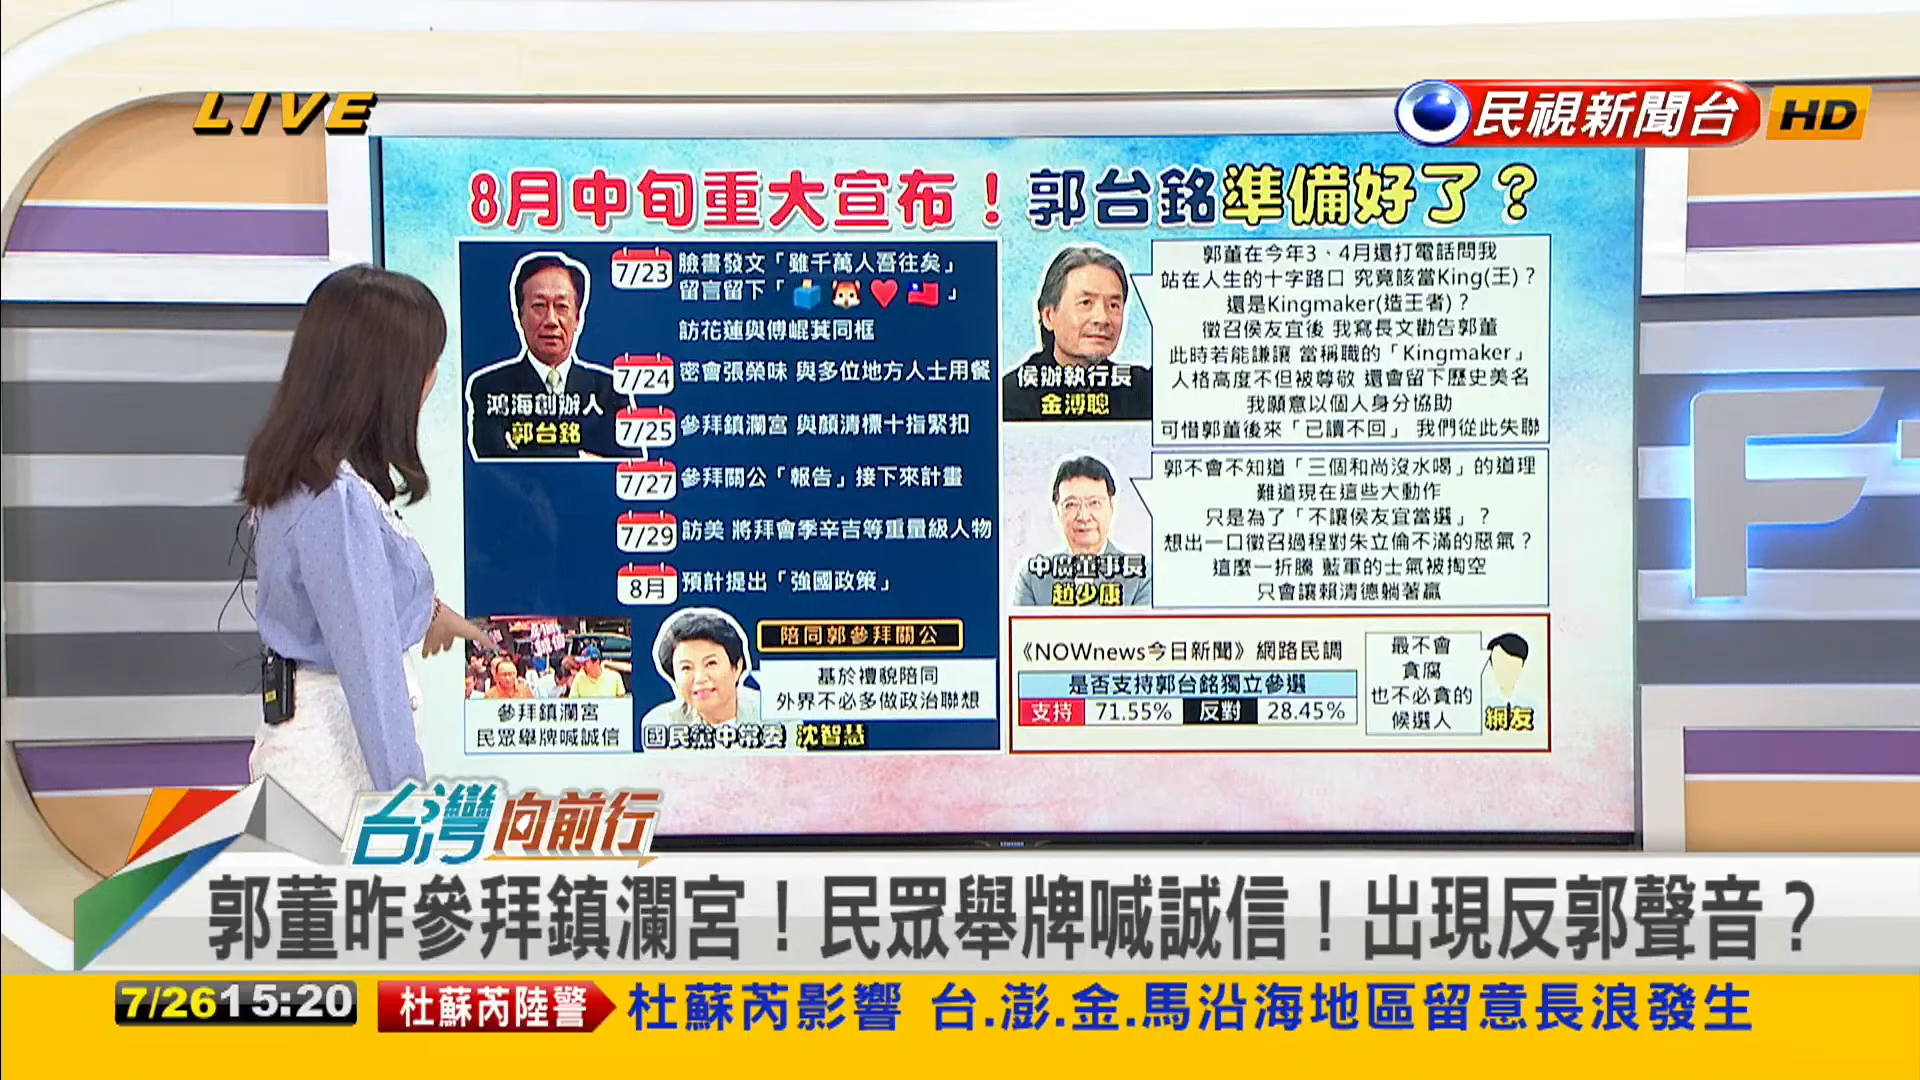 LIVE
民視新聞台 HD
8月中旬重大宣布！郭台銘準備好了？
鴻海創辦人
郭台銘
7/23 臉書發文「雖千萬人吾往矣」
留言留下「 」
訪花蓮與傅崐萁同框
7/24 密會張榮味 與多位地方人士用餐
7/25 參拜鎮瀾宮 與顏清標十指緊扣
7/27 參拜關公「報告」接下來計畫
7/29 訪美 將拜會季辛吉等重量級人物
8月 預計提出「強國政策」
參拜鎮瀾宮
民眾舉牌喊誠信
陪同郭參拜關公
基於禮貌陪同
外界不必多做政治聯想
國民黨中常委 沈智慧
侯辦執行長
金溥聰
郭董在今年3、4月還打電話問我
站在人生的十字路口 究竟該當King(王)？
還是Kingmaker(造王者)？
徵召侯友宜後 我寫長文勸告郭董
此時若能謙讓 當稱職的「Kingmaker」
人格高度不但被尊敬 還會留下歷史美名
我願意以個人身分協助
可惜郭董後來「已讀不回」 我們從此失聯
中廣董事長
趙少康
郭不會不知道「三個和尚沒水喝」的道理
難道現在這些大動作
只是為了「不讓侯友宜當選」？
想出一口徵召過程對朱立倫不滿的惡氣？
這麼一折騰 藍軍的士氣被掏空
只會讓賴清德躺著贏
《NOWnews今日新聞》網路民調
是否支持郭台銘獨立參選
支持 71.55% 反對 28.45%
最不會
貪腐
也不必貪的
候選人
網友
台灣向前行
郭董昨參拜鎮瀾宮！民眾舉牌喊誠信！出現反郭聲音？
7/26 15:20 杜蘇芮陸警 杜蘇芮影響 台.澎.金.馬沿海地區留意長浪發生